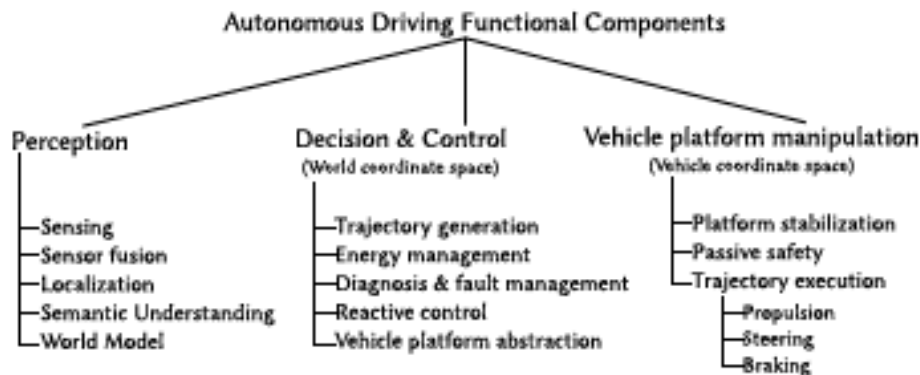 Autonomous Driving Functional Components
Perception
Sensing
Sensor fusion
Localization
Semantic Understanding
World Model
Decision & Control
(World coordinate space)
Trajectory generation
Energy management
Diagnosis & fault management
Reactive control
Vehicle platform abstraction
Vehicle platform manipulation
(Vehicle coordinate space)
Platform stabilization
Passive safety
Trajectory execution
Propulsion
Steering
Braking